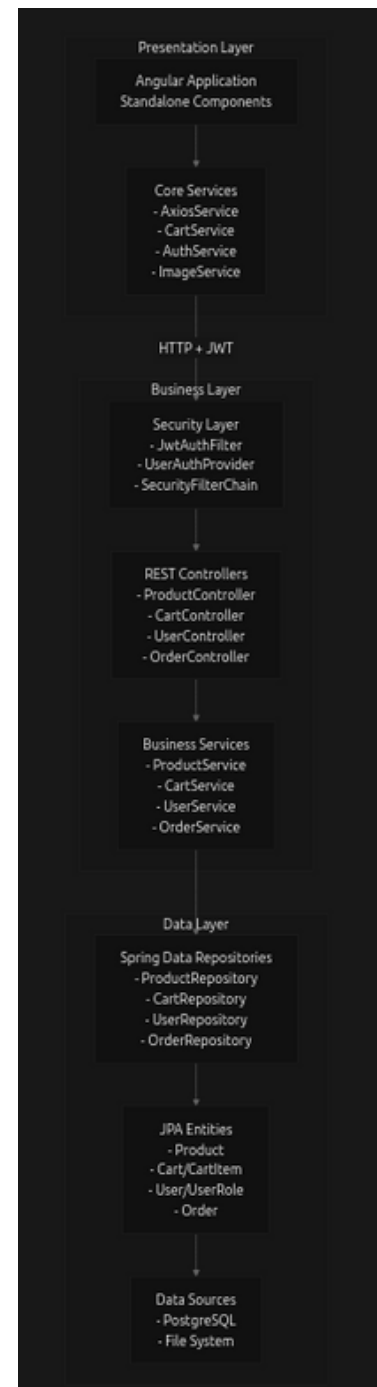 Presentation Layer
Angular Application
Standalone Components
Core Services
- AxiosService
- CartService
- AuthService
- ImageService
HTTP + JWT
Business Layer
Security Layer
- JwtAuthFilter
- UserAuthProvider
- SecurityFilterChain
REST Controllers
- ProductController
- CartController
- UserController
- OrderController
Business Services
- ProductService
- CartService
- UserService
- OrderService
Data Layer
Spring Data Repositories
- ProductRepository
- CartRepository
- UserRepository
- OrderRepository
JPA Entities
- Product
- Cart/CartItem
- User/UserRole
- Order
Data Sources
- PostgreSQL
- File System